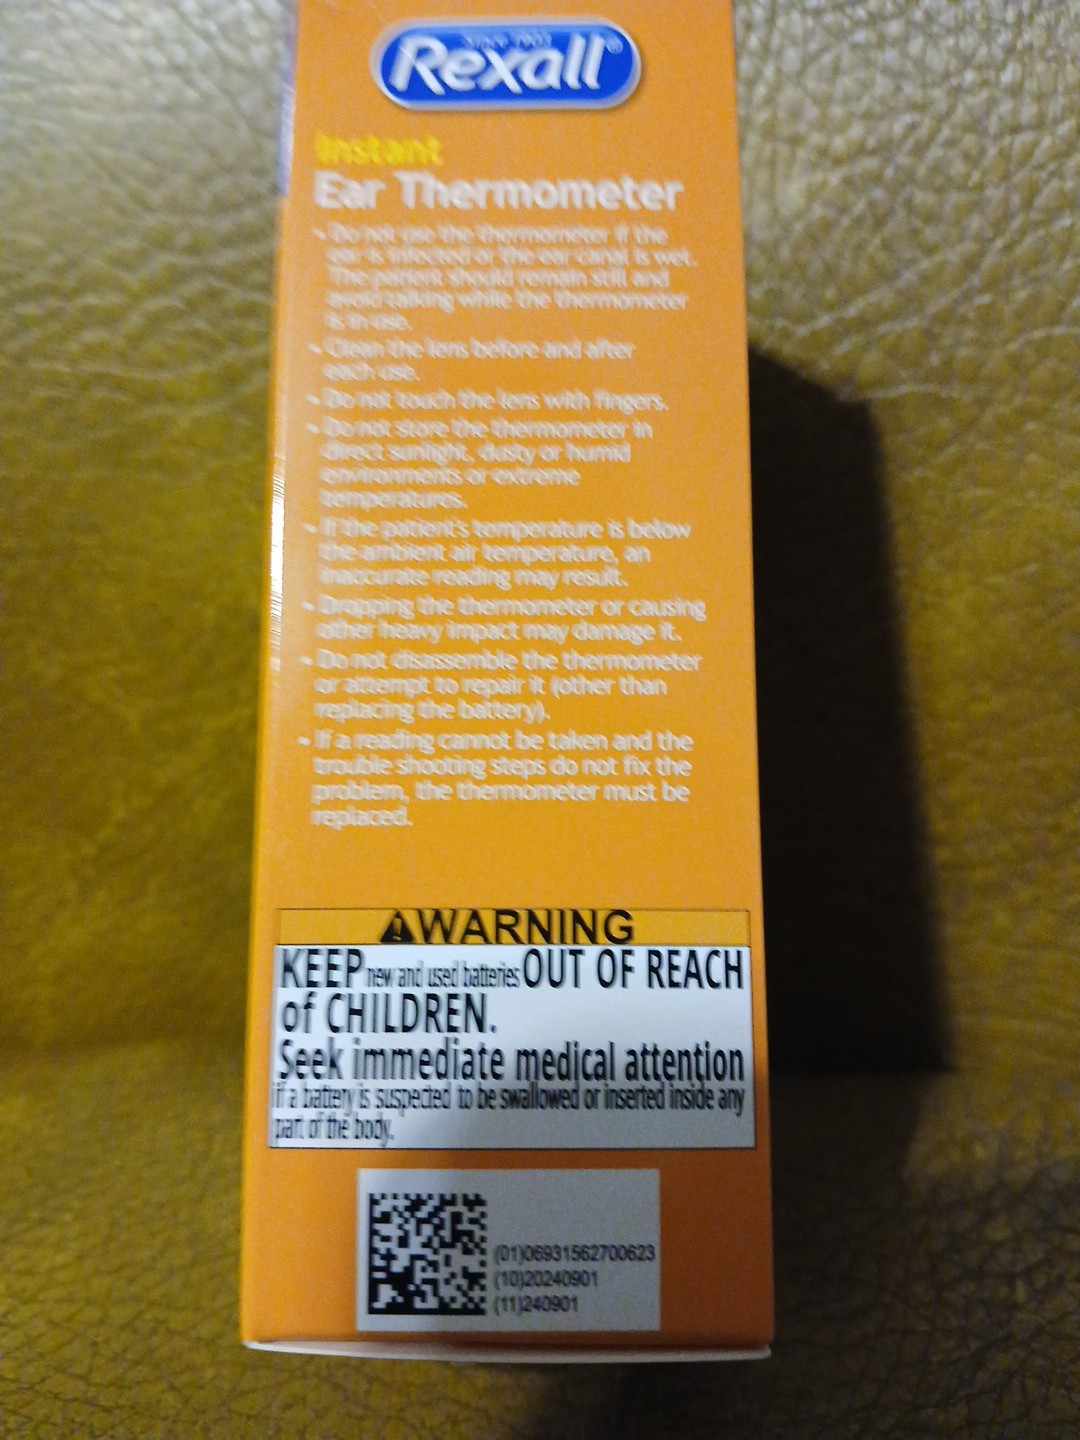 Since 1903
Rexall®
Instant
Ear Thermometer
• Do not use the thermometer if the
ear is infected or the ear canal is wet.
The patient should remain still and
avoid talking while the thermometer
is in use.
• Clean the lens before and after
each use.
• Do not touch the lens with fingers.
• Do not store the thermometer in
direct sunlight, dusty or humid
environments or extreme
temperatures.
• If the patient's temperature is below
the ambient air temperature, an
inaccurate reading may result.
• Dropping the thermometer or causing
other heavy impact may damage it.
• Do not disassemble the thermometer
or attempt to repair it (other than
replacing the battery).
• If a reading cannot be taken and the
trouble shooting steps do not fix the
problem, the thermometer must be
replaced.
WARNING
KEEP new and used batteries OUT OF REACH
of CHILDREN.
Seek immediate medical attention
if a battery is suspected to be swallowed or inserted inside any
part of the body.
(01)06931562700623
(10)20240901
(11)240901